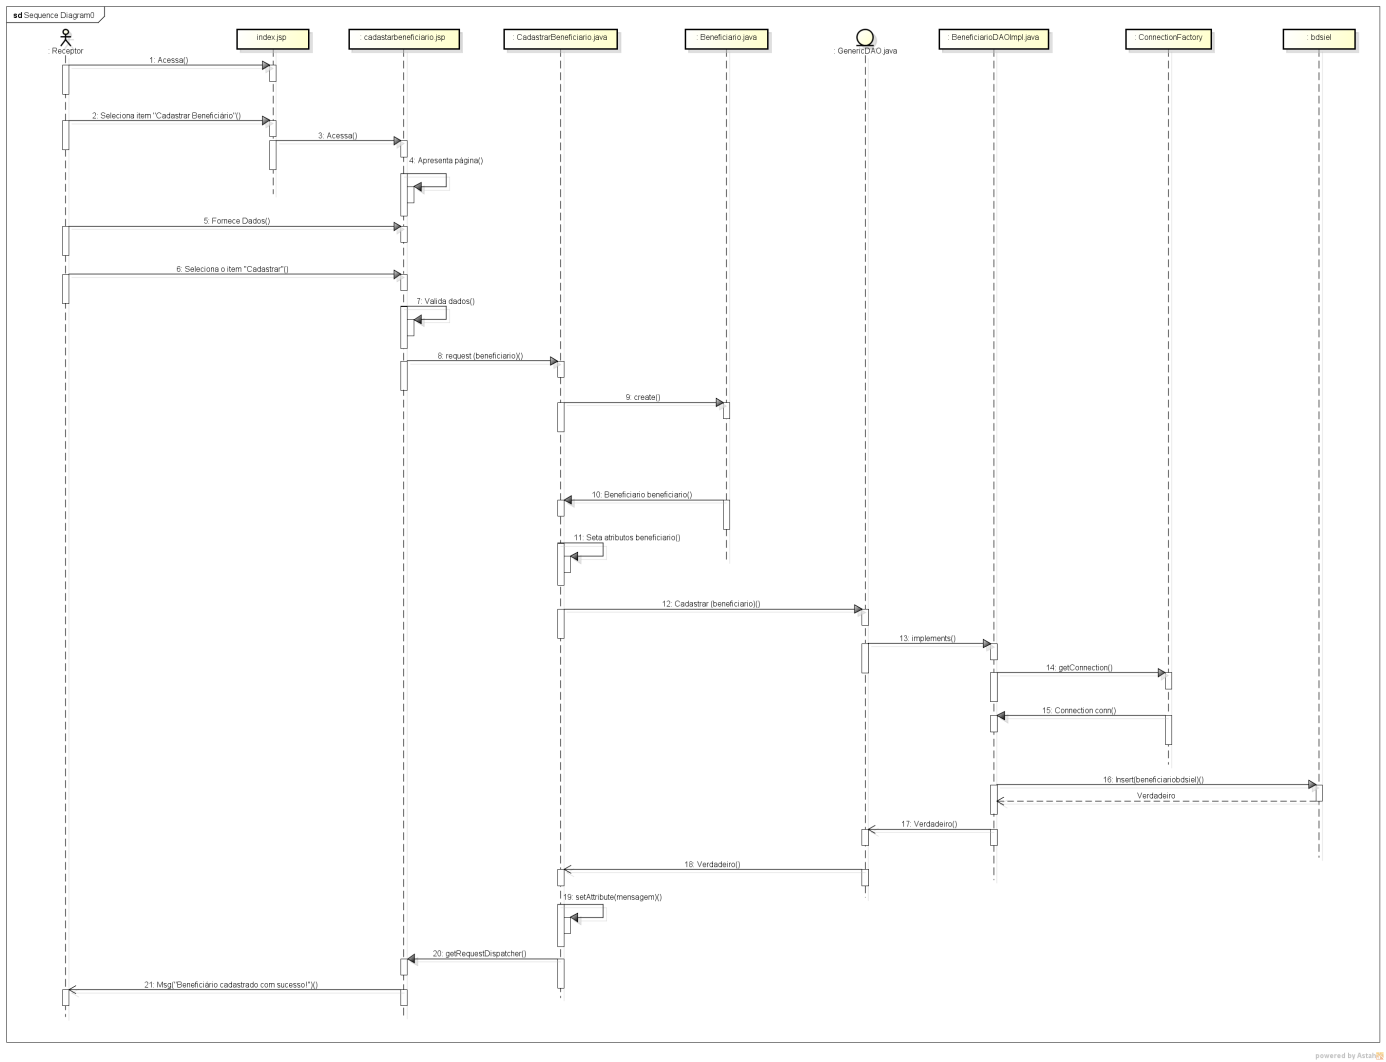 sd Sequence Diagram0
: Receptor
index.jsp
: cadastarbeneficiario.jsp
: CadastrarBeneficiario.java
: Beneficiario.java
: GenericDAO.java
: BeneficiarioDAOImpl.java
: ConnectionFactory
: bdsiel
1: Acessa()
2: Seleciona item "Cadastrar Beneficiário"()
3: Acessa()
4: Apresenta página()
5: Fornece Dados()
6: Seleciona o item "Cadastrar"()
7: Valida dados()
8: request (beneficiario)()
9: create()
10: Beneficiario beneficiario()
11: Seta atributos beneficiario()
12: Cadastrar (beneficiario)()
13: implements()
14: getConnection()
15: Connection conn()
16: Insert(beneficiariobdsiel)()
Verdadeiro
17: Verdadeiro()
18: Verdadeiro()
19: setAttribute(mensagem)()
20: getRequestDispatcher()
21: Msg("Beneficiário cadastrado com sucesso!")()
powered by Astah